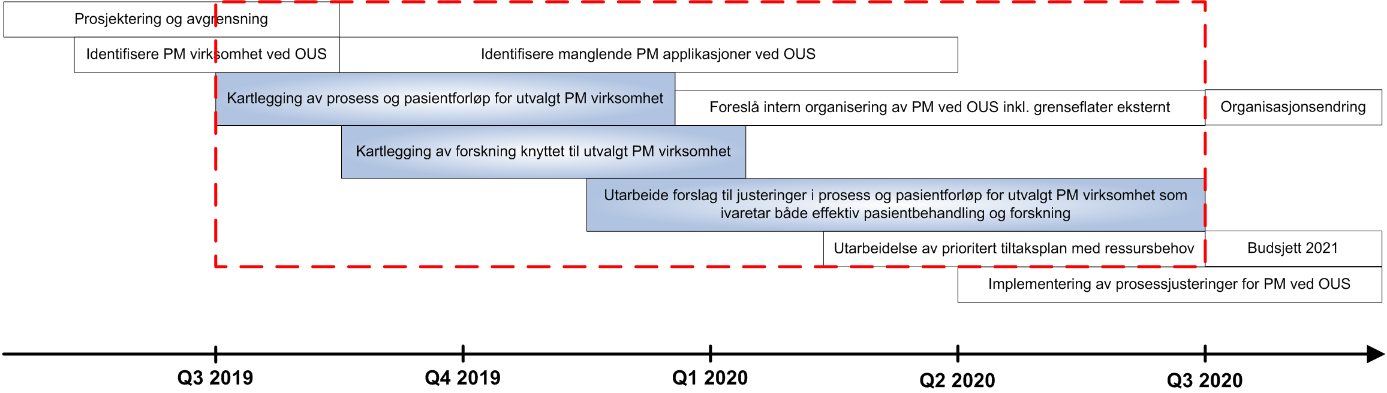 Prosjektering og avgrensning
Identifisere PM virksomhet ved OUS
Identifisere manglende PM applikasjoner ved OUS
Kartlegging av prosess og pasientforløp for utvalgt PM virksomhet
Foreslå intern organisering av PM ved OUS inkl. grenseflater eksternt
Organisasjonsendring
Kartlegging av forskning knyttet til utvalgt PM virksomhet
Utarbeide forslag til justeringer i prosess og pasientforløp for utvalgt PM virksomhet som
ivaretar både effektiv pasientbehandling og forskning
Utarbeidelse av prioritert tiltaksplan med ressursbehov
Budsjett 2021
Implementering av prosessjusteringer for PM ved OUS
Q3 2019
Q4 2019
Q1 2020
Q2 2020
Q3 2020